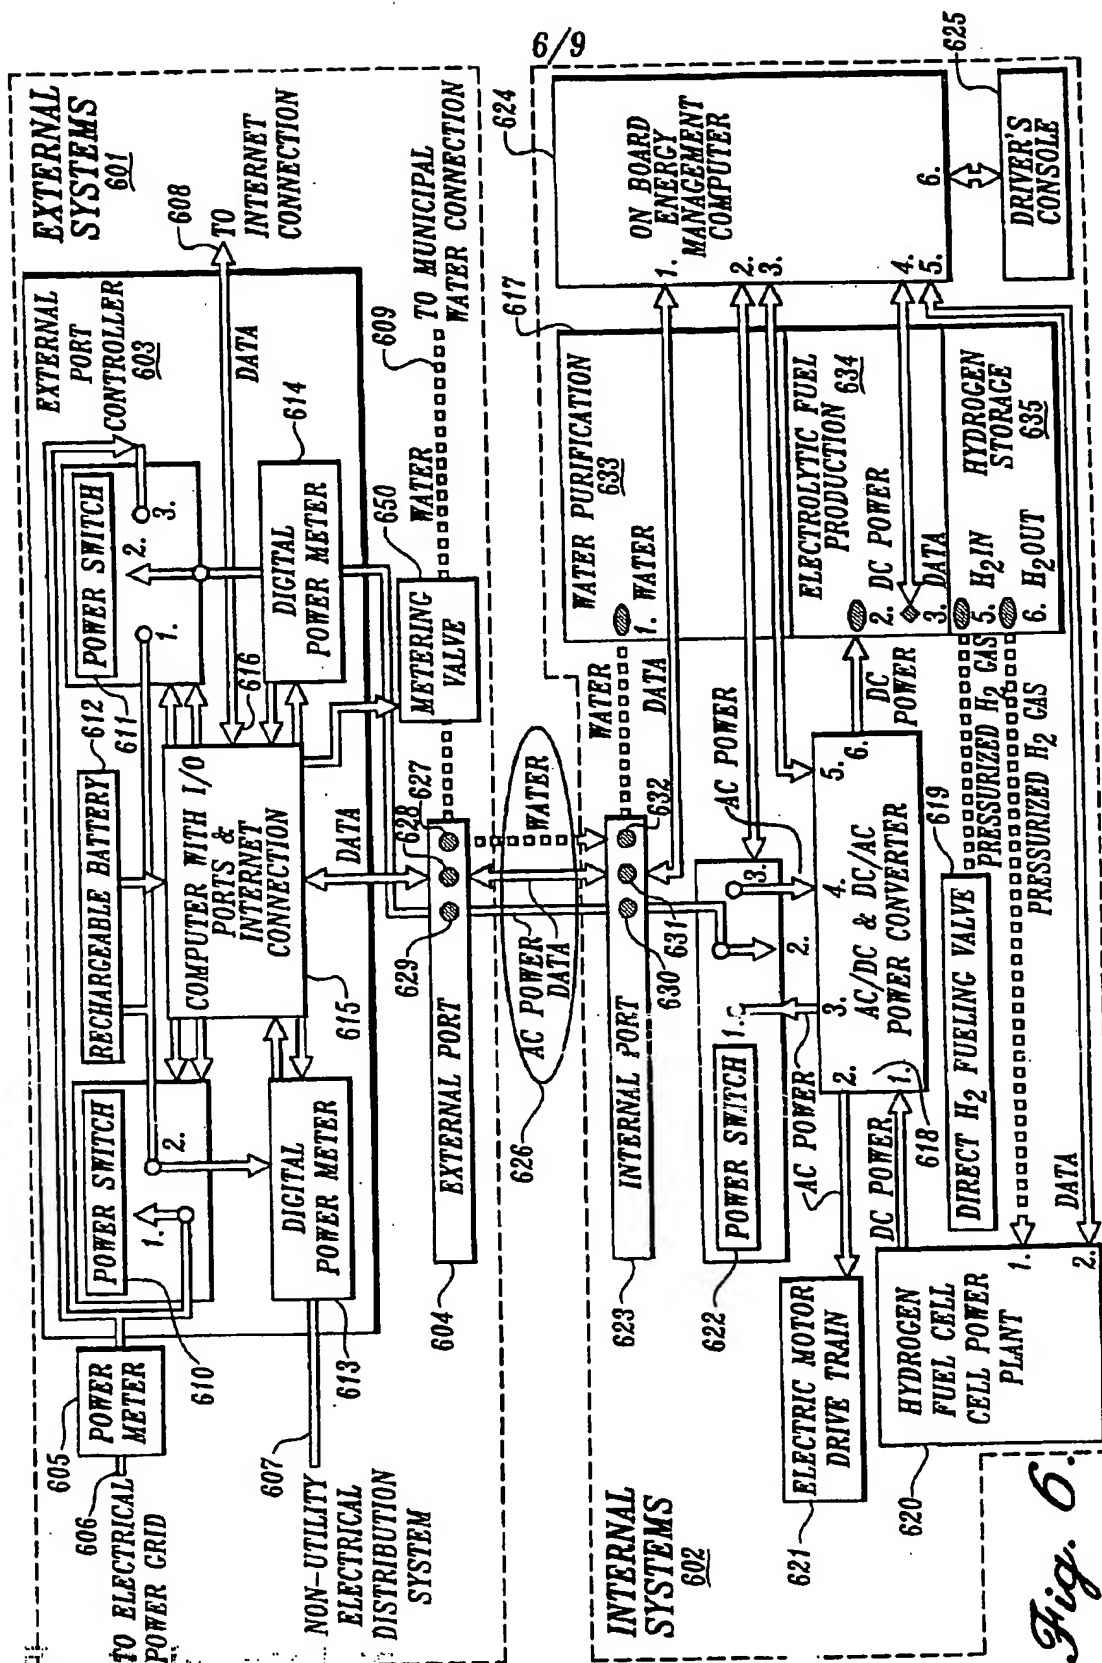 6/9
EXTERNAL
SYSTEMS
601
EXTERNAL
PORT
CONTROLLER
603
608
TO
INTERNET
CONNECTION
DATA
605
POWER
METER
606
TO ELECTRICAL
POWER GRID
610
POWER SWITCH
1.
2.
612
RECHARGEABLE BATTERY
611
POWER SWITCH
1.
2.
3.
616
COMPUTER WITH I/O
PORTS &
INTERNET
CONNECTION
615
DIGITAL
POWER METER
613
DIGITAL
POWER METER
614
607
NON-UTILITY
ELECTRICAL
DISTRIBUTION
SYSTEM
DATA
650
METERING
VALVE
WATER
609
TO MUNICIPAL
WATER CONNECTION
629
628
627
EXTERNAL PORT
604
AC POWER
DATA
WATER
626
INTERNAL
SYSTEMS
602
INTERNAL PORT
623
630
631
632
WATER
DATA
622
POWER SWITCH
1.
2.
3.
AC POWER
AC POWER
621
ELECTRIC MOTOR
DRIVE TRAIN
2.
3.
4.
5.
1.
6.
AC/DC & DC/AC
POWER CONVERTER
618
DC POWER
DC
POWER
617
WATER PURIFICATION
633
1. WATER
ELECTROLYTIC FUEL
PRODUCTION 634
2. DC POWER
3. DATA
HYDROGEN
STORAGE
635
5. H2IN
6. H2OUT
624
ON BOARD
ENERGY
MANAGEMENT
COMPUTER
1.
2.
3.
4.
5.
6.
625
DRIVER'S
CONSOLE
619
DIRECT H2 FUELING VALVE
PRESSURIZED H2 GAS
PRESSURIZED H2 GAS
620
HYDROGEN
FUEL CELL
CELL POWER
PLANT
1.
2.
DATA
Fig. 6.